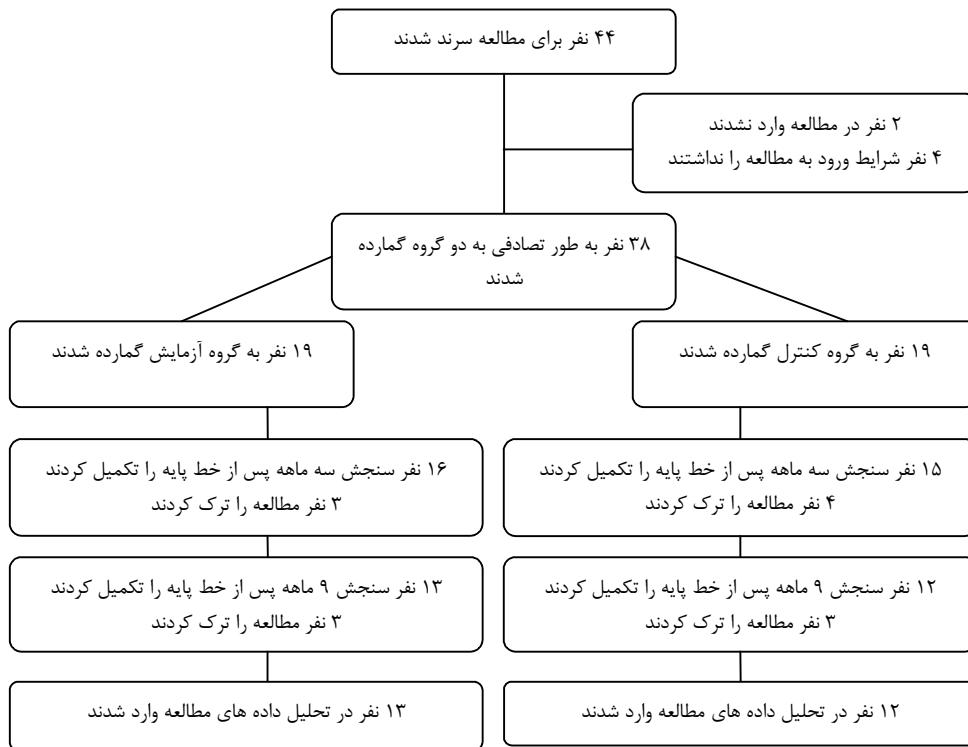 ۴۴ نفر برای مطالعه سرند شدند
۲ نفر در مطالعه وارد نشدند
۴ نفر شرایط ورود به مطالعه را نداشتند
۳۸ نفر به طور تصادفی به دو گروه گمارده
شدند
۱۹ نفر به گروه کنترل گمارده شدند
۱۹ نفر به گروه آزمایش گمارده شدند
۱۵ نفر سنجش سه ماهه پس از خط پایه را تکمیل کردند
۴ نفر مطالعه را ترک کردند
۱۶ نفر سنجش سه ماهه پس از خط پایه را تکمیل کردند
۳ نفر مطالعه را ترک کردند
۱۲ نفر سنجش ۹ ماهه پس از خط پایه را تکمیل کردند
۳ نفر مطالعه را ترک کردند
۱۳ نفر سنجش ۹ ماهه پس از خط پایه را تکمیل کردند
۳ نفر مطالعه را ترک کردند
۱۲ نفر در تحلیل داده های مطالعه وارد شدند
۱۳ نفر در تحلیل داده های مطالعه وارد شدند